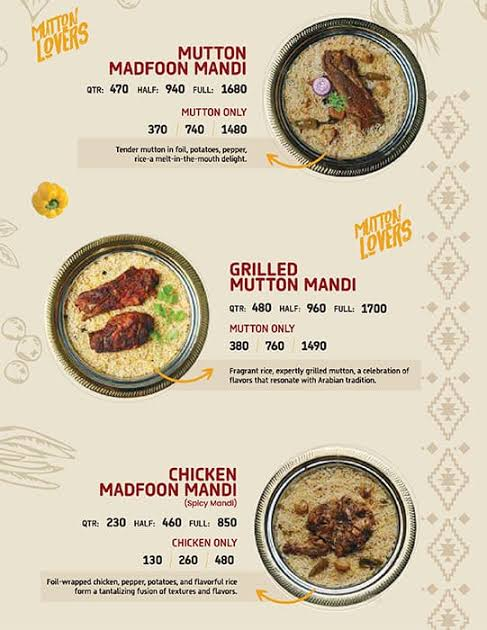 MUTTON
LOVERS
MUTTON
MADFOON MANDI
QTR: 470 HALF: 940 FULL: 1680
MUTTON ONLY
370 / 740 / 1480
Tender mutton in foil, potatoes, pepper,
rice-a melt-in-the-mouth delight.
MUTTON
LOVERS
GRILLED
MUTTON MANDI
QTR: 480 HALF: 960 FULL: 1700
MUTTON ONLY
380 / 760 / 1490
Fragrant rice, expertly grilled mutton, a celebration of
flavors that resonate with Arabian tradition.
CHICKEN
MADFOON MANDI
(Spicy Mandi)
QTR: 230 HALF: 460 FULL: 850
CHICKEN ONLY
130 / 260 / 480
Foil-wrapped chicken, pepper, potatoes, and flavorful rice
form a tantalizing fusion of textures and flavors.